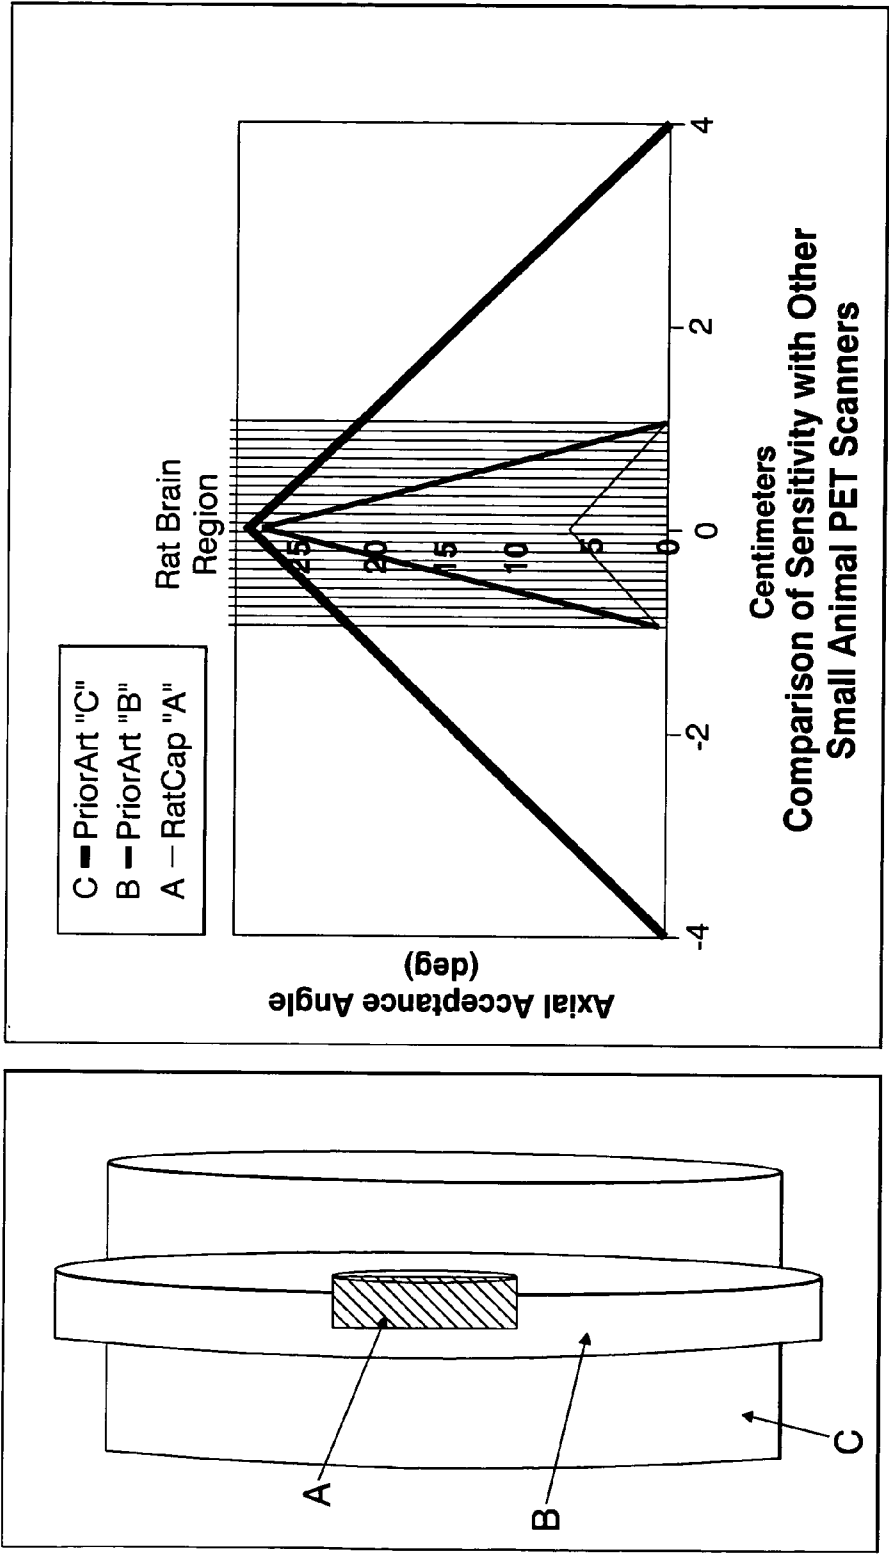 C PriorArt "C"
B PriorArt "B"
A RatCap "A"
Rat Brain
Region
Axial Acceptance Angle
(deg)
25
20
15
10
5
0
-4
-2
0
2
4
Centimeters
Comparison of Sensitivity with Other
Small Animal PET Scanners
A
B
C